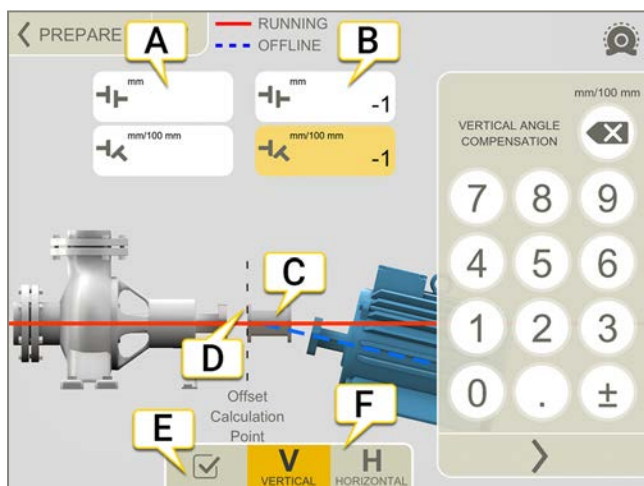 PREPARE
A
RUNNING
OFFLINE
B
mm
mm
-1
mm/100 mm
mm/100 mm
-1
mm/100 mm
VERTICAL ANGLE
COMPENSATION
7 8 9
4 5 6
1 2 3
0 . ±
C
D
Offset
Calculation
Point
E
F
V
VERTICAL
H
HORIZONTAL